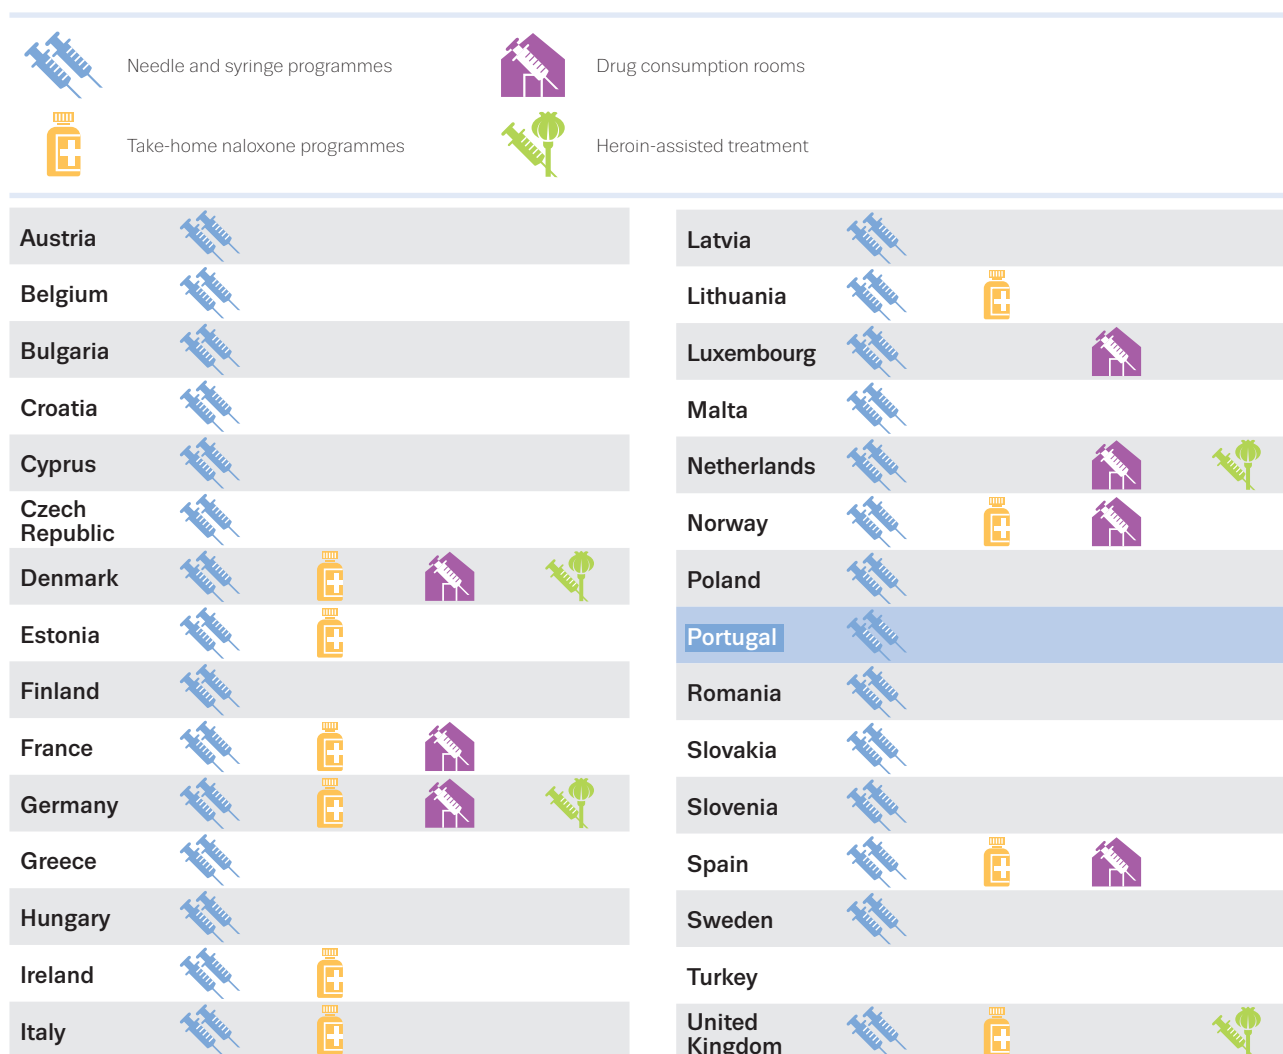 Needle and syringe programmes
Drug consumption rooms
Take-home naloxone programmes
Heroin-assisted treatment
Austria
Belgium
Bulgaria
Croatia
Cyprus
Czech
Republic
Denmark
Estonia
Finland
France
Germany
Greece
Hungary
Ireland
Italy
Latvia
Lithuania
Luxembourg
Malta
Netherlands
Norway
Poland
Portugal
Romania
Slovakia
Slovenia
Spain
Sweden
Turkey
United
Kingdom